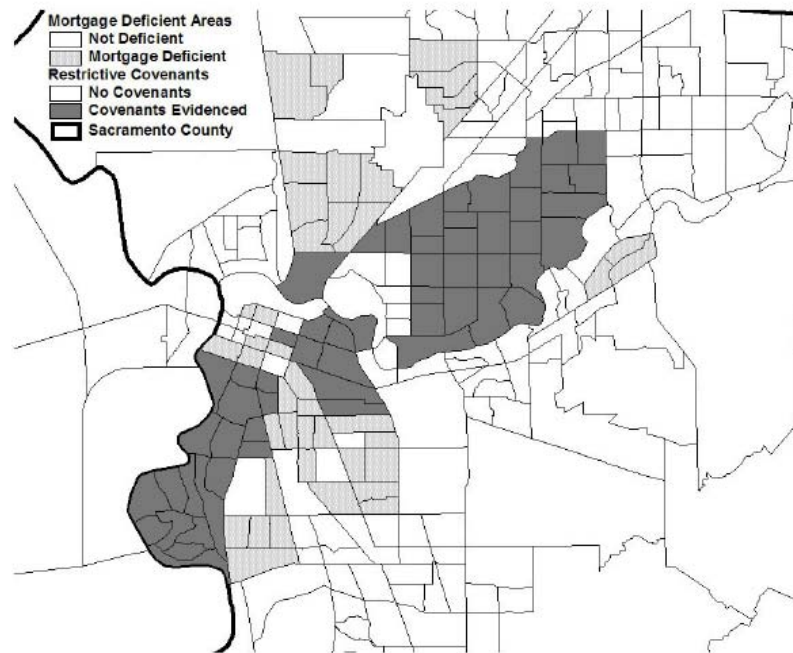 Mortgage Deficient Areas
Not Deficient
Mortgage Deficient
Restrictive Covenants
No Covenants
Covenants Evidenced
Sacramento County